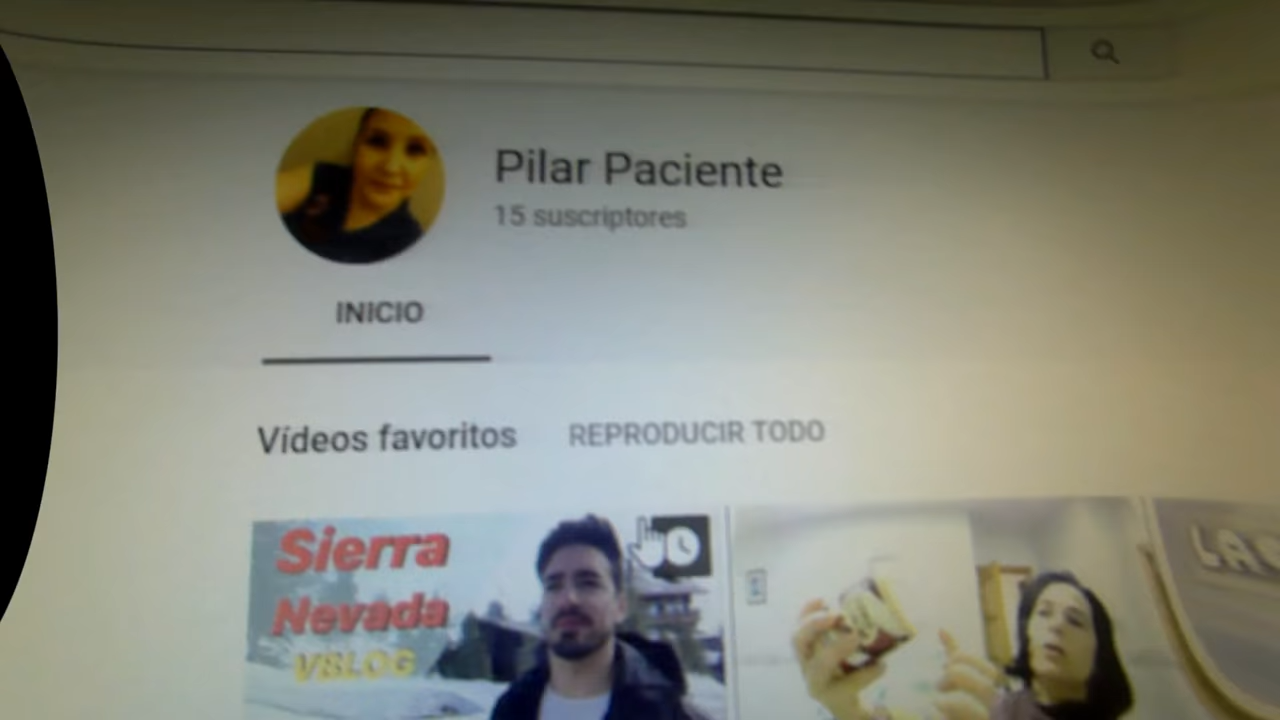 Pilar Paciente
15 suscriptores
INICIO
Vídeos favoritos
REPRODUCIR TODO
Sierra
Nevada
VBLOG